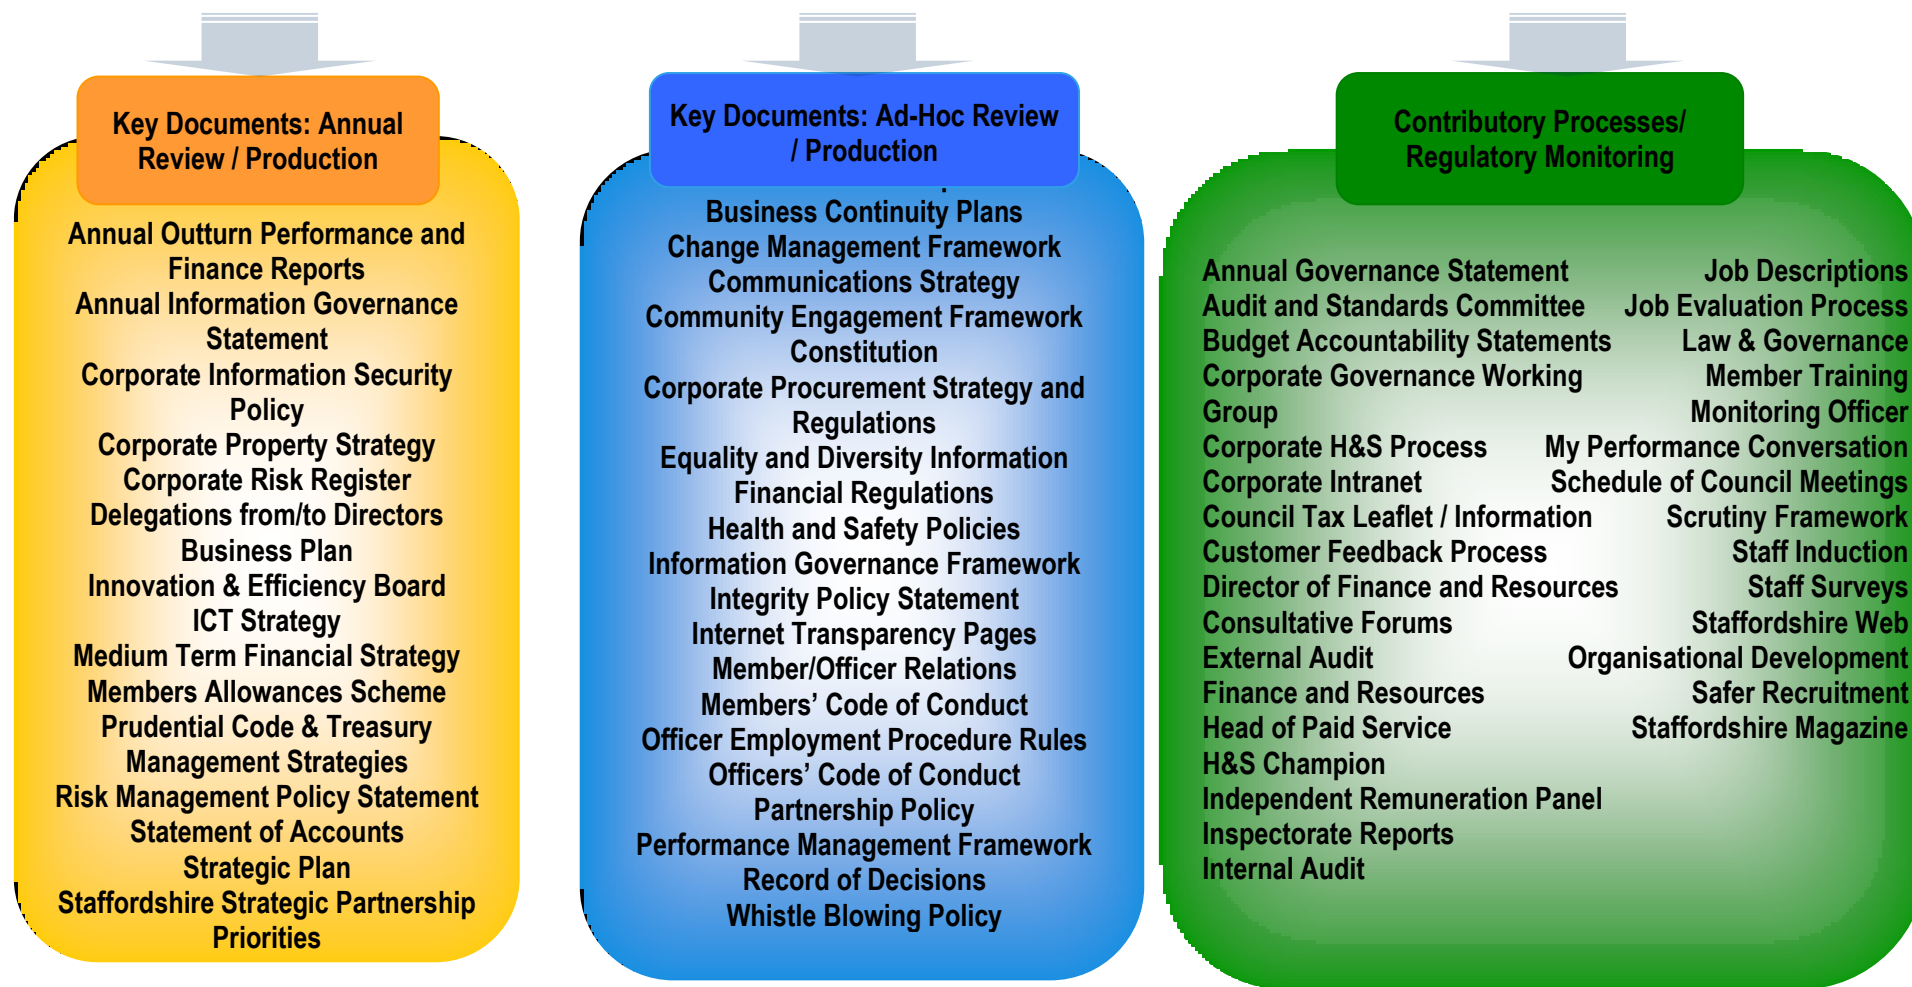 Key Documents: Annual
Review / Production
Annual Outturn Performance and
Finance Reports
Annual Information Governance
Statement
Corporate Information Security
Policy
Corporate Property Strategy
Corporate Risk Register
Delegations from/to Directors
Business Plan
Innovation & Efficiency Board
ICT Strategy
Medium Term Financial Strategy
Members Allowances Scheme
Prudential Code & Treasury
Management Strategies
Risk Management Policy Statement
Statement of Accounts
Strategic Plan
Staffordshire Strategic Partnership
Priorities
Key Documents: Ad-Hoc Review
/ Production
Business Continuity Plans
Change Management Framework
Communications Strategy
Community Engagement Framework
Constitution
Corporate Procurement Strategy and
Regulations
Equality and Diversity Information
Financial Regulations
Health and Safety Policies
Information Governance Framework
Integrity Policy Statement
Internet Transparency Pages
Member/Officer Relations
Members’ Code of Conduct
Officer Employment Procedure Rules
Officers’ Code of Conduct
Partnership Policy
Performance Management Framework
Record of Decisions
Whistle Blowing Policy
Contributory Processes/
Regulatory Monitoring
Annual Governance Statement
Audit and Standards Committee
Budget Accountability Statements
Corporate Governance Working
Group
Corporate H&S Process
Corporate Intranet
Council Tax Leaflet / Information
Customer Feedback Process
Director of Finance and Resources
Consultative Forums
External Audit
Finance and Resources
Head of Paid Service
H&S Champion
Independent Remuneration Panel
Inspectorate Reports
Internal Audit
Job Descriptions
Job Evaluation Process
Law & Governance
Member Training
Monitoring Officer
My Performance Conversation
Schedule of Council Meetings
Scrutiny Framework
Staff Induction
Staff Surveys
Staffordshire Web
Organisational Development
Safer Recruitment
Staffordshire Magazine